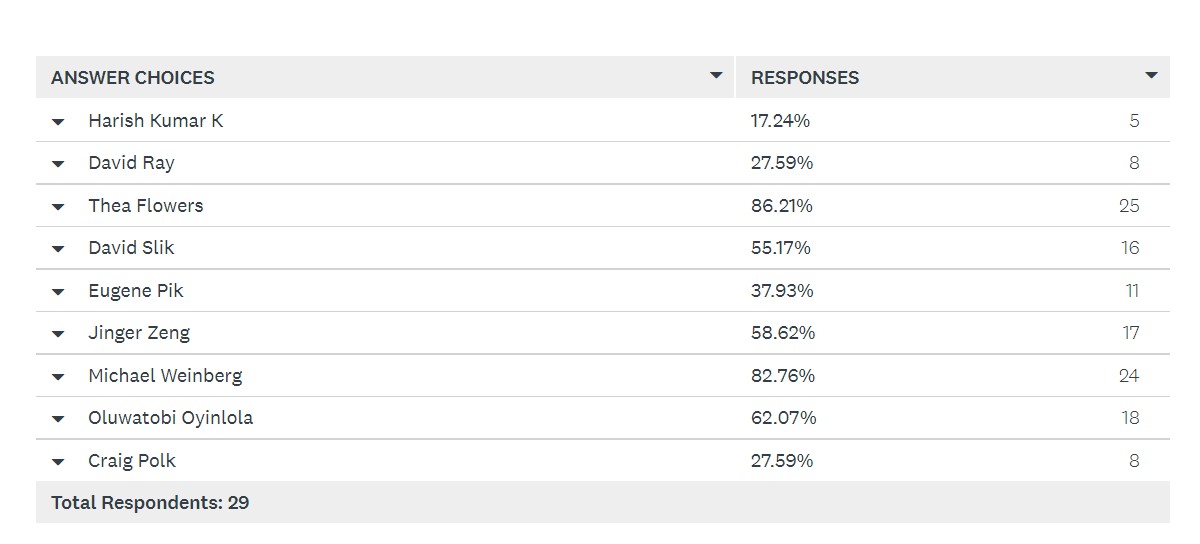 ANSWER CHOICES RESPONSES
Harish Kumar K 17.24% 5
David Ray 27.59% 8
Thea Flowers 86.21% 25
David Slik 55.17% 16
Eugene Pik 37.93% 11
Jinger Zeng 58.62% 17
Michael Weinberg 82.76% 24
Oluwatobi Oyinlola 62.07% 18
Craig Polk 27.59% 8
Total Respondents: 29